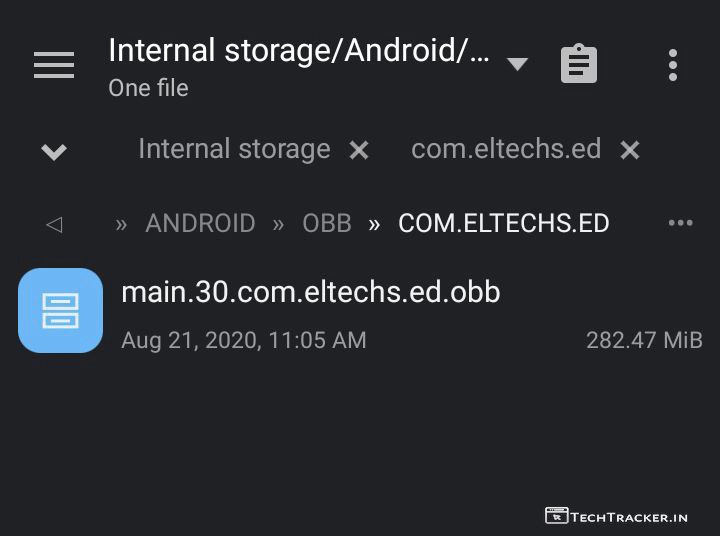 Internal storage/Android/...
One file
Internal storage com.eltechs.ed
» ANDROID » OBB » COM.ELTECHS.ED
main.30.com.eltechs.ed.obb
Aug 21, 2020, 11:05 AM 282.47 MiB
TECHTRACKER.IN